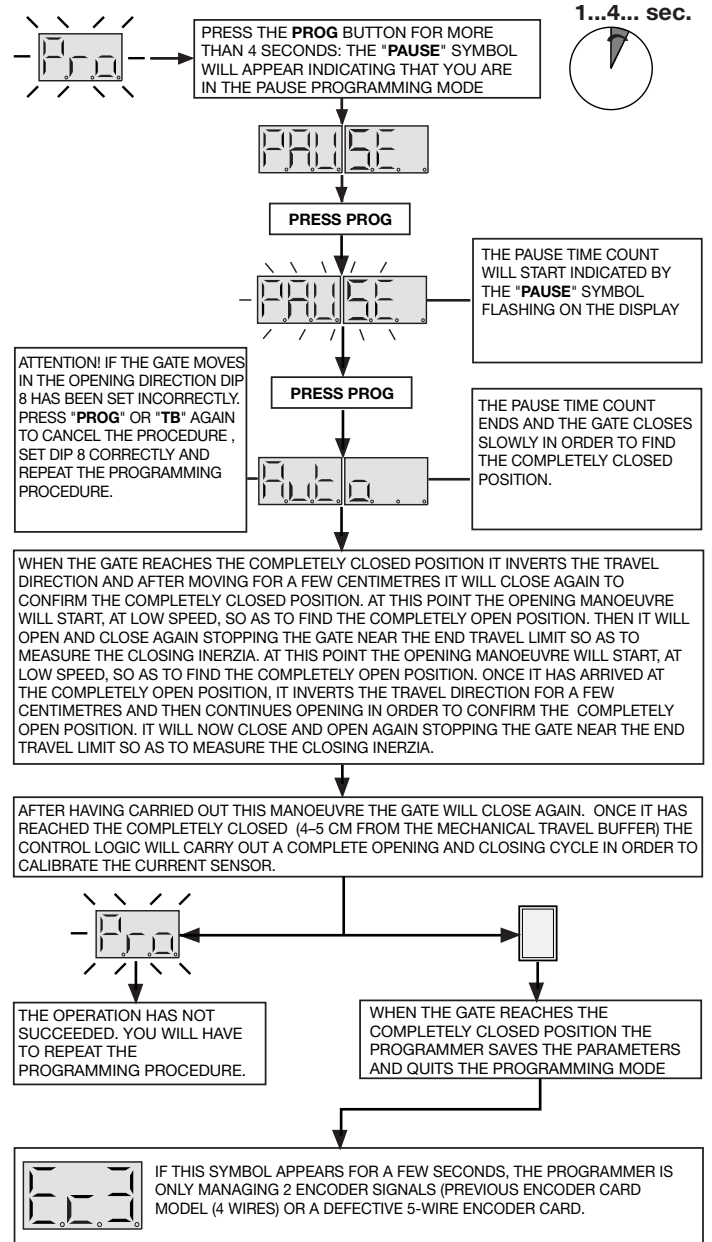 1...4... sec.
Pro
PRESS THE PROG BUTTON FOR MORE
THAN 4 SECONDS: THE "PAUSE" SYMBOL
WILL APPEAR INDICATING THAT YOU ARE
IN THE PAUSE PROGRAMMING MODE
PAUSE
PRESS PROG
PAUSE
THE PAUSE TIME COUNT
WILL START INDICATED BY
THE "PAUSE" SYMBOL
FLASHING ON THE DISPLAY
ATTENTION! IF THE GATE MOVES
IN THE OPENING DIRECTION DIP
8 HAS BEEN SET INCORRECTLY.
PRESS "PROG" OR "TB" AGAIN
TO CANCEL THE PROCEDURE ,
SET DIP 8 CORRECTLY AND
REPEAT THE PROGRAMMING
PROCEDURE.
PRESS PROG
THE PAUSE TIME COUNT
ENDS AND THE GATE CLOSES
SLOWLY IN ORDER TO FIND
THE COMPLETELY CLOSED
POSITION.
Auto
WHEN THE GATE REACHES THE COMPLETELY CLOSED POSITION IT INVERTS THE TRAVEL
DIRECTION AND AFTER MOVING FOR A FEW CENTIMETRES IT WILL CLOSE AGAIN TO
CONFIRM THE COMPLETELY CLOSED POSITION. AT THIS POINT THE OPENING MANOEUVRE
WILL START, AT LOW SPEED, SO AS TO FIND THE COMPLETELY OPEN POSITION. THEN IT WILL
OPEN AND CLOSE AGAIN STOPPING THE GATE NEAR THE END TRAVEL LIMIT SO AS TO
MEASURE THE CLOSING INERZIA. AT THIS POINT THE OPENING MANOEUVRE WILL START, AT
LOW SPEED, SO AS TO FIND THE COMPLETELY OPEN POSITION. ONCE IT HAS ARRIVED AT
THE COMPLETELY OPEN POSITION, IT INVERTS THE TRAVEL DIRECTION FOR A FEW
CENTIMETRES AND THEN CONTINUES OPENING IN ORDER TO CONFIRM THE COMPLETELY
OPEN POSITION. IT WILL NOW CLOSE AND OPEN AGAIN STOPPING THE GATE NEAR THE END
TRAVEL LIMIT SO AS TO MEASURE THE CLOSING INERZIA.
AFTER HAVING CARRIED OUT THIS MANOEUVRE THE GATE WILL CLOSE AGAIN. ONCE IT HAS
REACHED THE COMPLETELY CLOSED (4–5 CM FROM THE MECHANICAL TRAVEL BUFFER) THE
CONTROL LOGIC WILL CARRY OUT A COMPLETE OPENING AND CLOSING CYCLE IN ORDER TO
CALIBRATE THE CURRENT SENSOR.
Pro
THE OPERATION HAS NOT
SUCCEEDED. YOU WILL HAVE
TO REPEAT THE
PROGRAMMING PROCEDURE.
WHEN THE GATE REACHES THE
COMPLETELY CLOSED POSITION THE
PROGRAMMER SAVES THE PARAMETERS
AND QUITS THE PROGRAMMING MODE
Er3
IF THIS SYMBOL APPEARS FOR A FEW SECONDS, THE PROGRAMMER IS
ONLY MANAGING 2 ENCODER SIGNALS (PREVIOUS ENCODER CARD
MODEL (4 WIRES) OR A DEFECTIVE 5-WIRE ENCODER CARD.